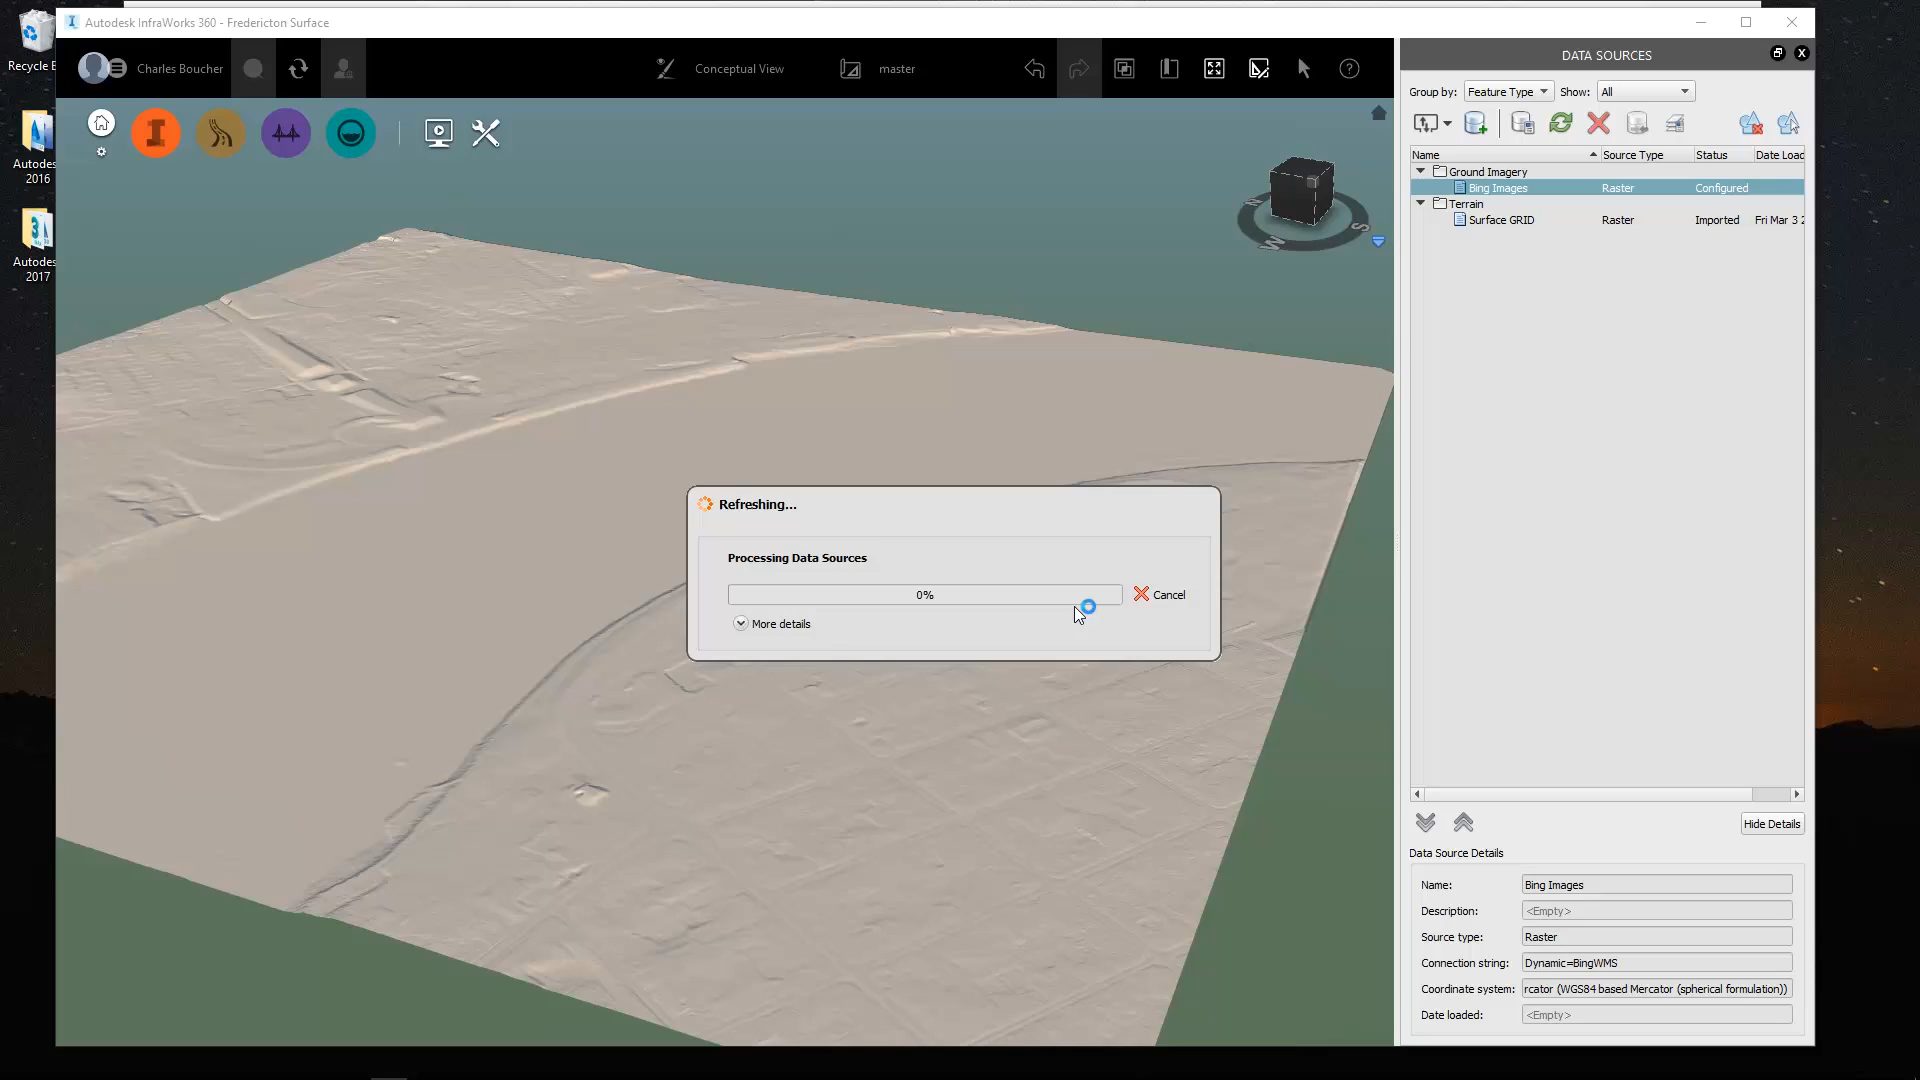 Recycle B
Autodes
2016
Autodes
2017
Autodesk InfraWorks 360 - Fredericton Surface
Charles Boucher
Conceptual View
master
N
W
S
Refreshing...
Processing Data Sources
0%
Cancel
More details
DATA SOURCES
Group by: Feature Type Show: All
Name Source Type Status Date Load
Ground Imagery
Bing Images Raster Configured
Terrain
Surface GRID Raster Imported Fri Mar 3 2
Hide Details
Data Source Details
Name: Bing Images
Description: <Empty>
Source type: Raster
Connection string: Dynamic=BingWMS
Coordinate system: rcator (WGS84 based Mercator (spherical formulation))
Date loaded: <Empty>